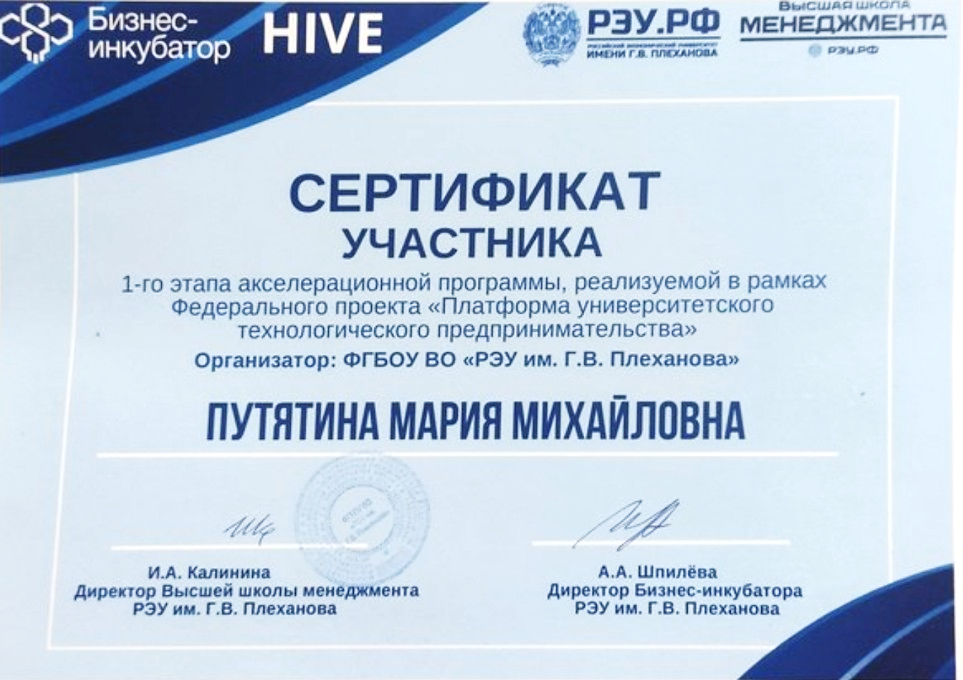 Бизнес-
инкубатор
HIVE
РЭУ.РФ
РОССИЙСКИЙ ЭКОНОМИЧЕСКИЙ УНИВЕРСИТЕТ
ИМЕНИ Г.В. ПЛЕХАНОВА
ВЫСШАЯ ШКОЛА
МЕНЕДЖМЕНТА
РЭУ.РФ
СЕРТИФИКАТ
УЧАСТНИКА
1-го этапа акселерационной программы, реализуемой в рамках
Федерального проекта «Платформа университетского
технологического предпринимательства»
Организатор: ФГБОУ ВО «РЭУ им. Г.В. Плеханова»
ПУТЯТИНА МАРИЯ МИХАЙЛОВНА
И.А. Калинина
Директор Высшей школы менеджмента
РЭУ им. Г.В. Плеханова
А.А. Шпилёва
Директор Бизнес-инкубатора
РЭУ им. Г.В. Плеханова